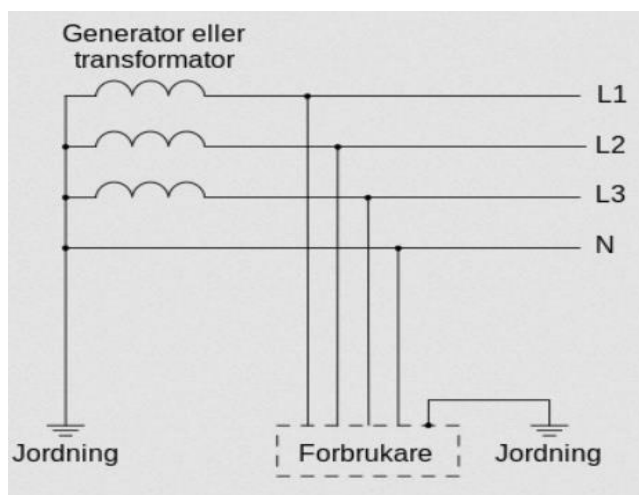 Generator eller
transformator
L1
L2
L3
N
Jordning
Forbrukare
Jordning